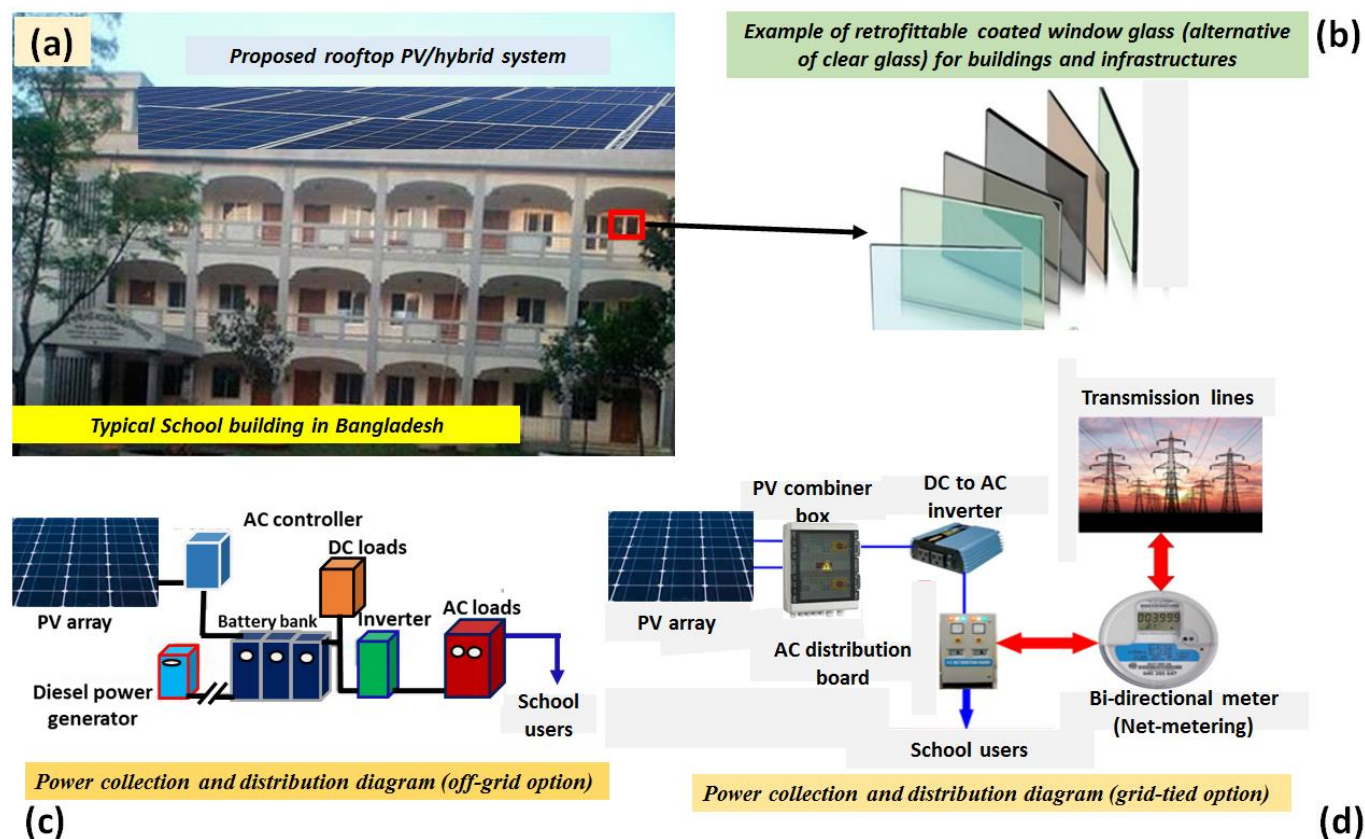 (a)
Proposed rooftop PV/hybrid system
Typical School building in Bangladesh
Example of retrofittable coated window glass (alternative
of clear glass) for buildings and infrastructures
(b)
AC controller
DC loads
PV array
Battery bank
Inverter
AC loads
Diesel power
generator
School
users
Power collection and distribution diagram (off-grid option)
(c)
Transmission lines
PV combiner
box
DC to AC
inverter
PV array
AC distribution
board
Bi-directional meter
(Net-metering)
School users
Power collection and distribution diagram (grid-tied option)
(d)